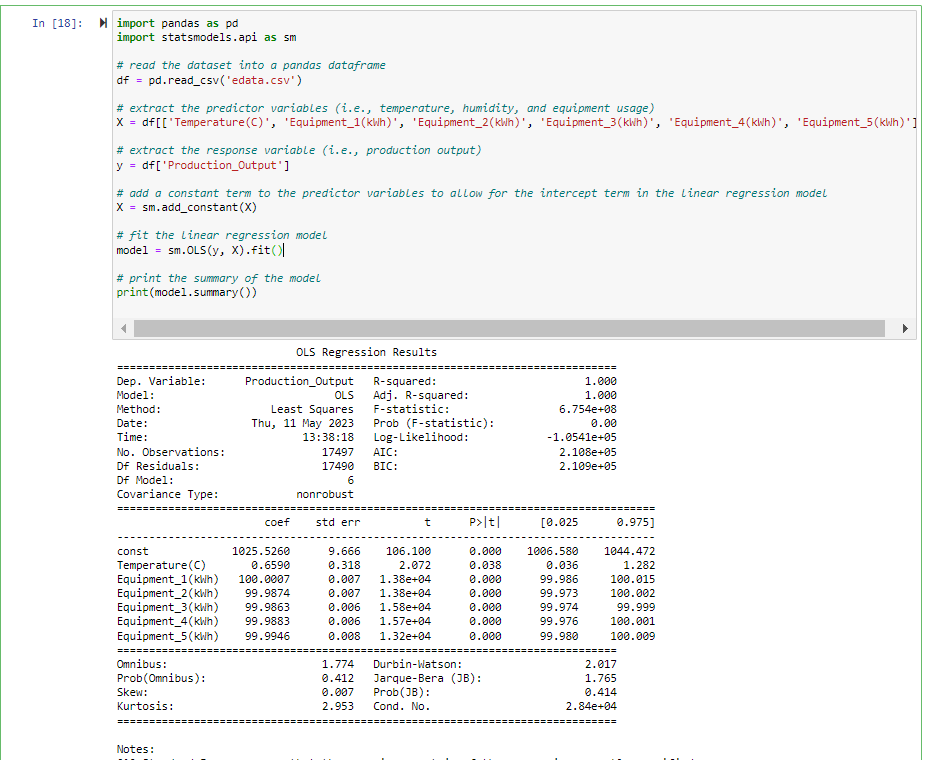 In [18]:
import pandas as pd
import statsmodels.api as sm
# read the dataset into a pandas dataframe
df = pd.read_csv('edata.csv')
# extract the predictor variables (i.e., temperature, humidity, and equipment usage)
X = df[['Temperature(C)', 'Equipment_1(kWh)', 'Equipment_2(kWh)', 'Equipment_3(kWh)', 'Equipment_4(kWh)', 'Equipment_5(kWh)']
# extract the response variable (i.e., production output)
y = df['Production_Output']
# add a constant term to the predictor variables to allow for the intercept term in the linear regression model
X = sm.add_constant(X)
# fit the linear regression model
model = sm.OLS(y, X).fit()
# print the summary of the model
print(model.summary())
OLS Regression Results
==============================================================================
Dep. Variable: Production_Output R-squared: 1.000
Model: OLS Adj. R-squared: 1.000
Method: Least Squares F-statistic: 6.754e+08
Date: Thu, 11 May 2023 Prob (F-statistic): 0.00
Time: 13:38:18 Log-Likelihood: -1.0541e+05
No. Observations: 17497 AIC: 2.108e+05
Df Residuals: 17490 BIC: 2.109e+05
Df Model: 6
Covariance Type: nonrobust
====================================================================================
coef std err t P>|t| [0.025 0.975]
------------------------------------------------------------------------------------
const 1025.5260 9.666 106.100 0.000 1006.580 1044.472
Temperature(C) 0.6590 0.318 2.072 0.038 0.036 1.282
Equipment_1(kWh) 100.0007 0.007 1.38e+04 0.000 99.986 100.015
Equipment_2(kWh) 99.9874 0.007 1.38e+04 0.000 99.973 100.002
Equipment_3(kWh) 99.9863 0.006 1.58e+04 0.000 99.974 99.999
Equipment_4(kWh) 99.9883 0.006 1.57e+04 0.000 99.976 100.001
Equipment_5(kWh) 99.9946 0.008 1.32e+04 0.000 99.980 100.009
==============================================================================
Omnibus: 1.774 Durbin-Watson: 2.017
Prob(Omnibus): 0.412 Jarque-Bera (JB): 1.765
Skew: 0.007 Prob(JB): 0.414
Kurtosis: 2.953 Cond. No. 2.84e+04
==============================================================================
Notes: